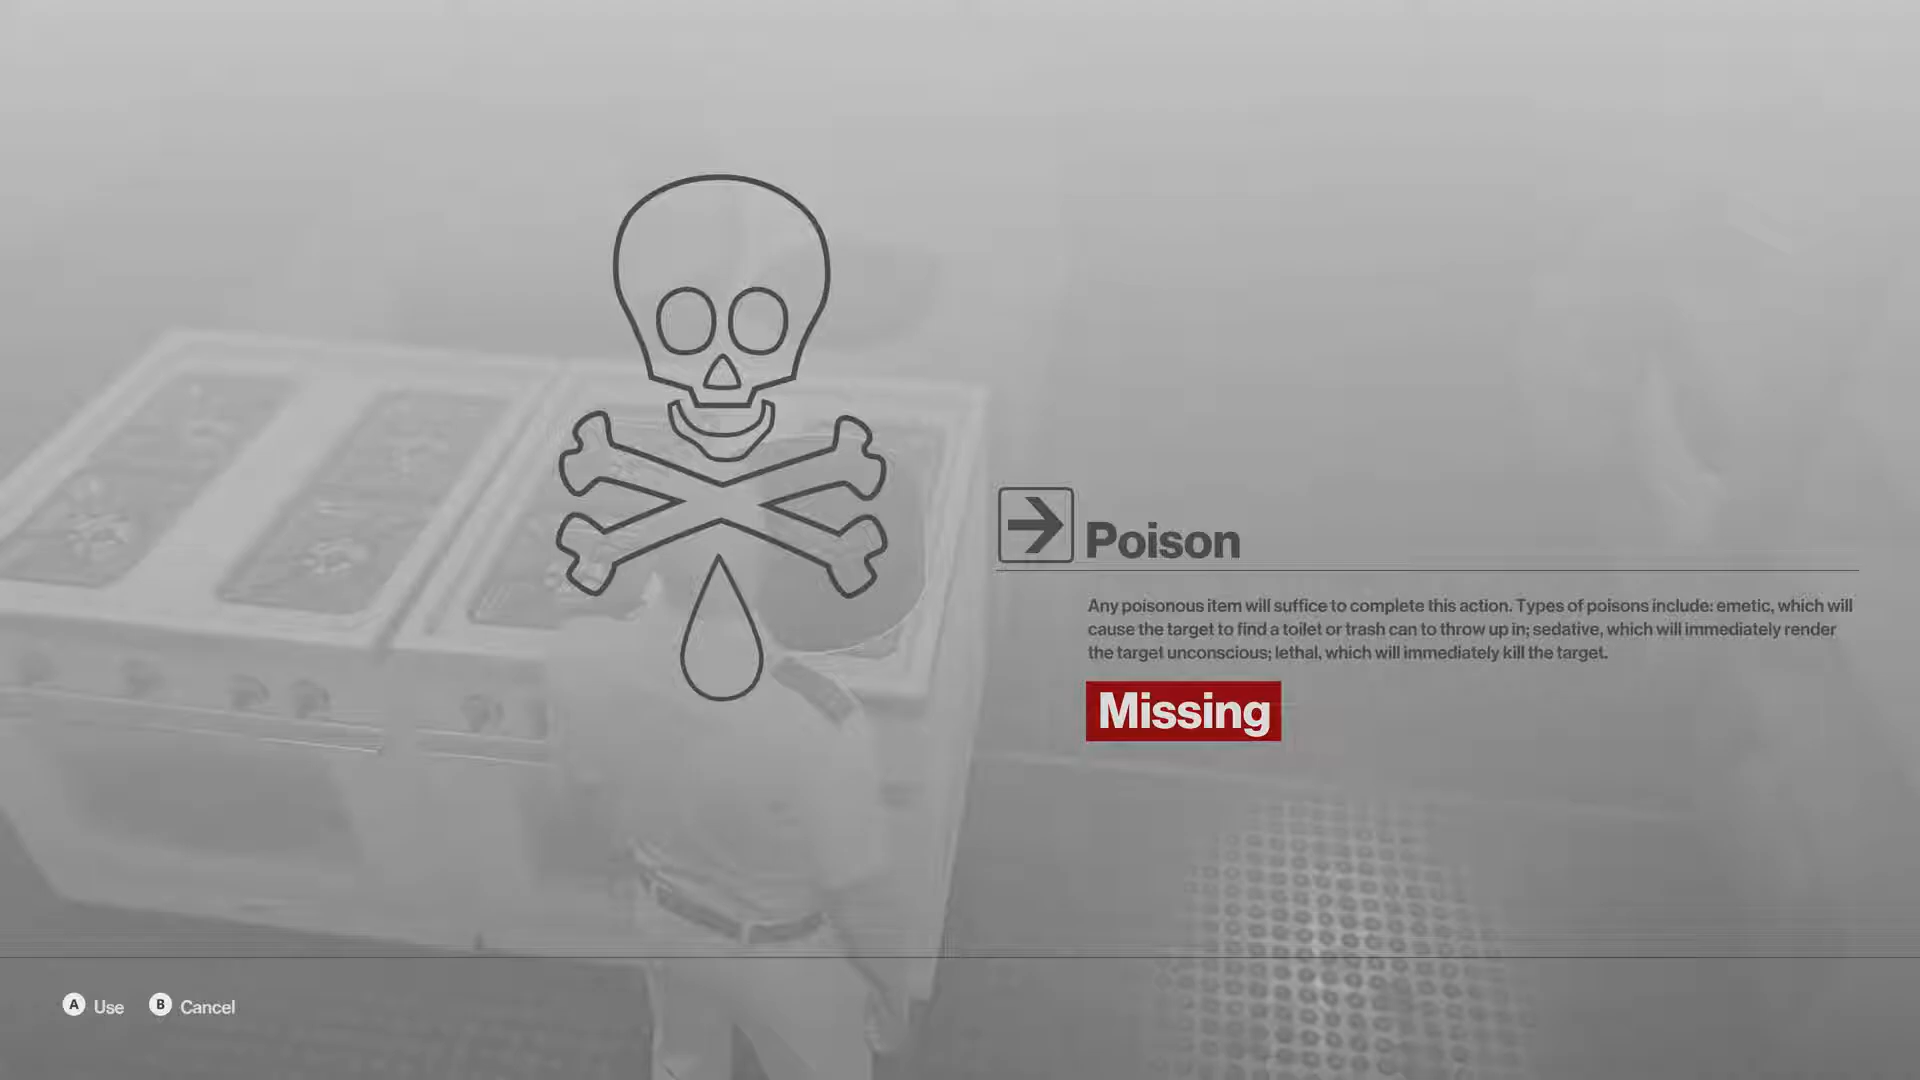 Poison
Any poisonous item will suffice to complete this action. Types of poisons include: emetic, which will
cause the target to find a toilet or trash can to throw up in; sedative, which will immediately render
the target unconscious; lethal, which will immediately kill the target.
Missing
A Use B Cancel